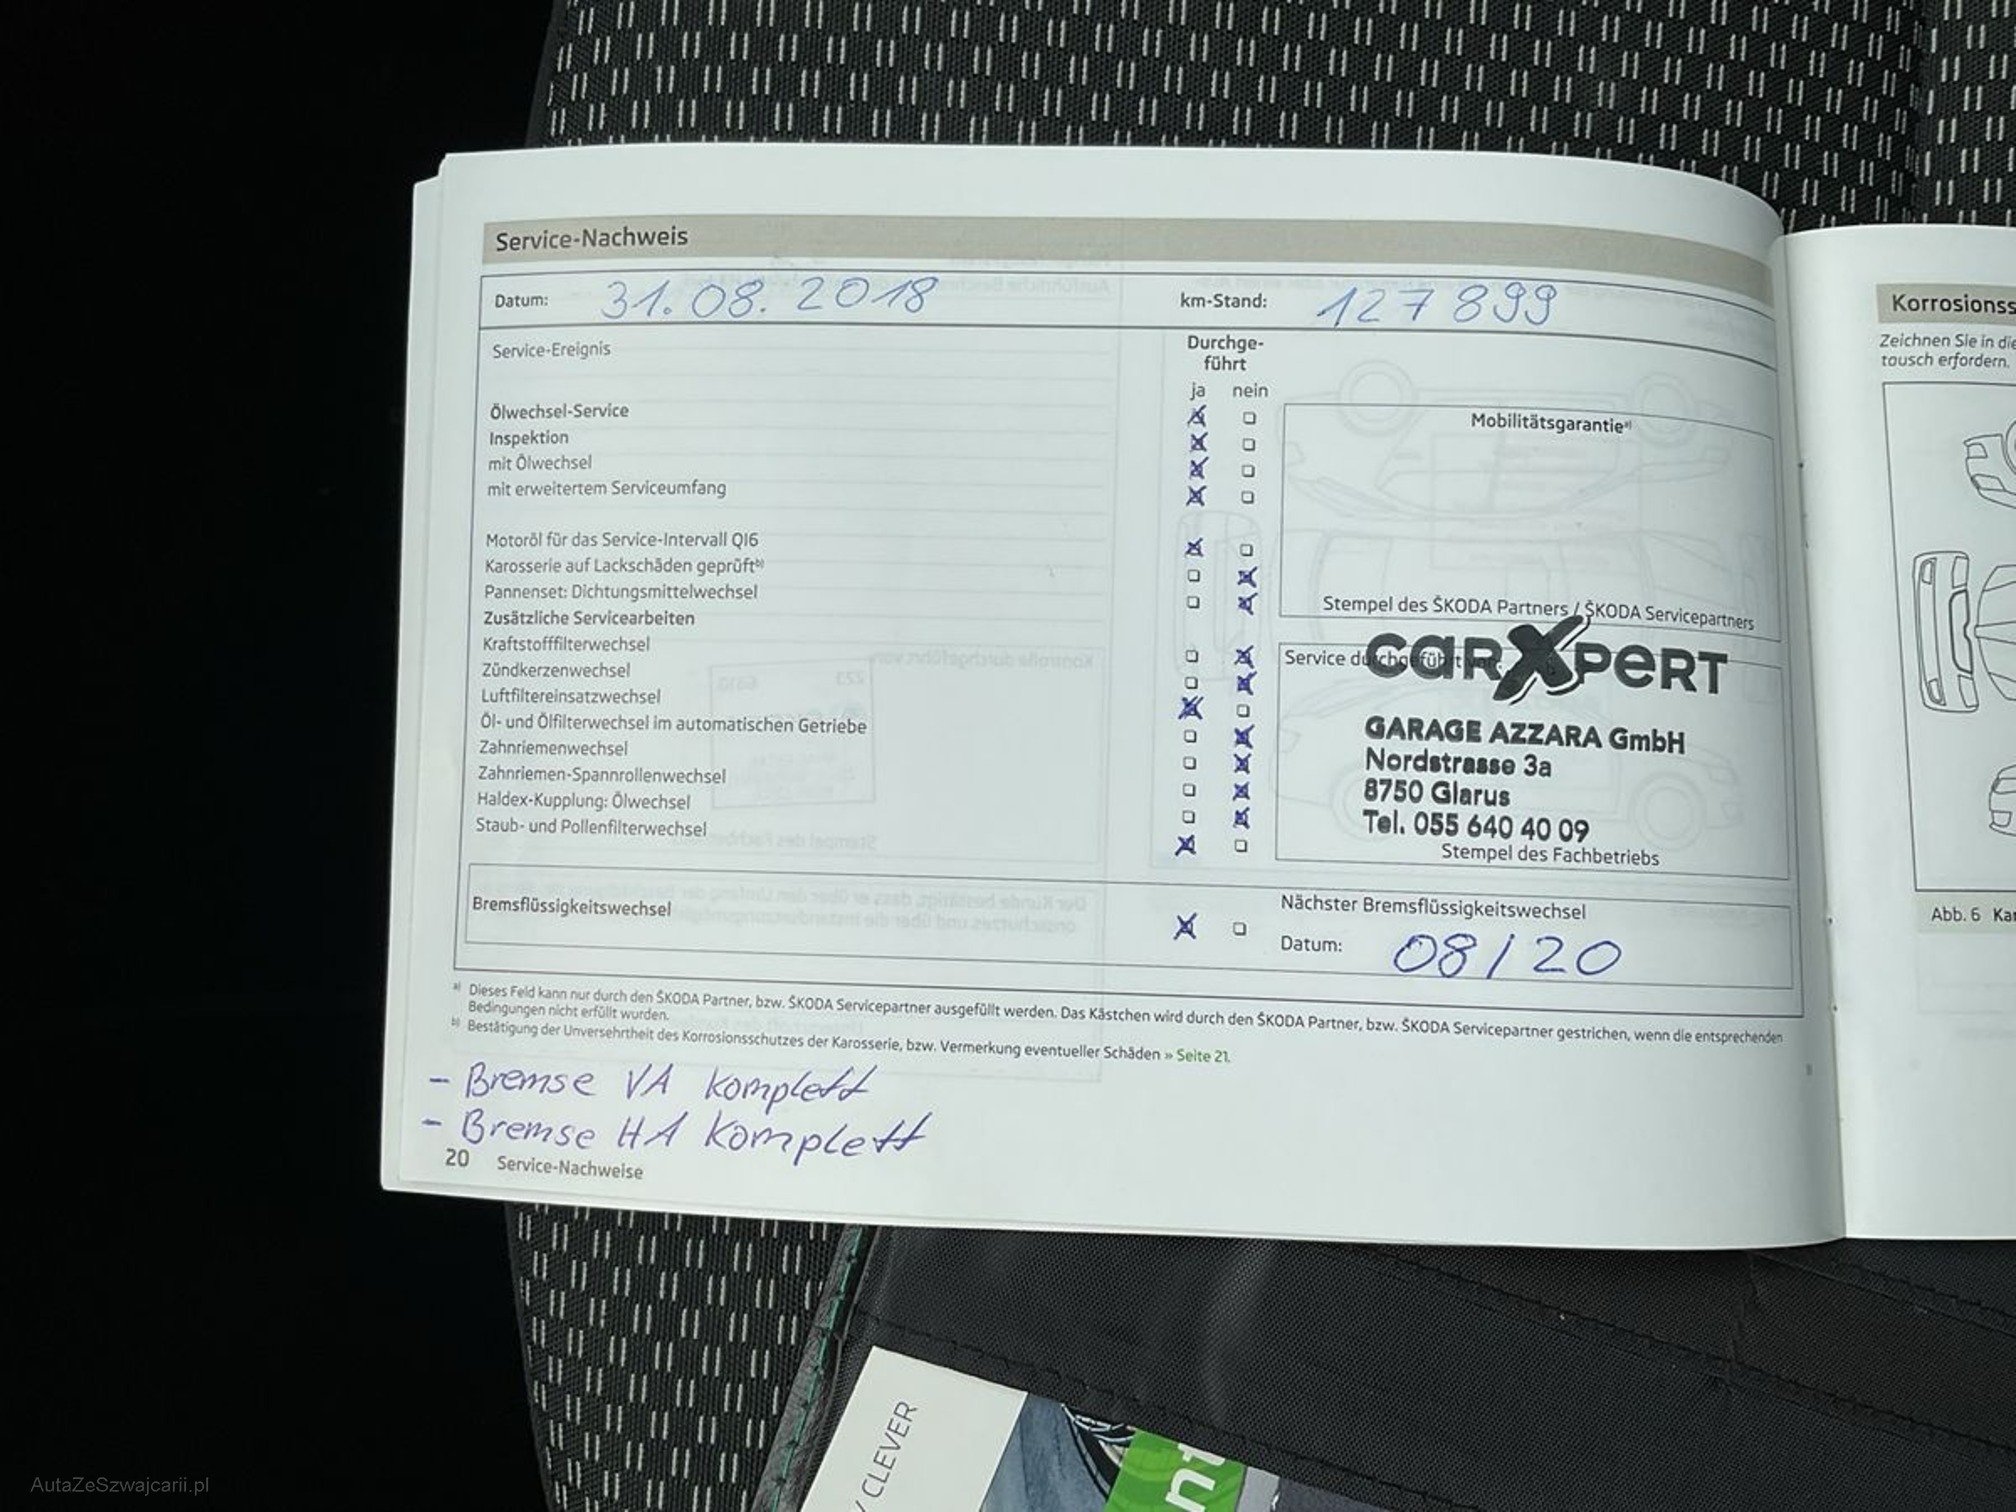 Service-Nachweis
Datum: 31.08.2018 km-Stand: 127 899
Service-Ereignis
Durchge-
führt
ja nein
Ölwechsel-Service
Inspektion
mit Ölwechsel
mit erweitertem Serviceumfang
Motoröl für das Service-Intervall QI6
Karosserie auf Lackschäden geprüftᵇ⁾
Pannenset: Dichtungsmittelwechsel
Zusätzliche Servicearbeiten
Kraftstofffilterwechsel
Zündkerzenwechsel
Luftfiltereinsatzwechsel
Öl- und Ölfilterwechsel im automatischen Getriebe
Zahnriemenwechsel
Zahnriemen-Spannrollenwechsel
Haldex-Kupplung: Ölwechsel
Staub- und Pollenfilterwechsel
Mobilitätsgarantieᵃ⁾
Stempel des ŠKODA Partners / ŠKODA Servicepartners
Service durchgeführt von:
carXpert
GARAGE AZZARA GmbH
Nordstrasse 3a
8750 Glarus
Tel. 055 640 40 09
Stempel des Fachbetriebs
Bremsflüssigkeitswechsel
Nächster Bremsflüssigkeitswechsel
Datum: 08/20
ᵃ⁾ Dieses Feld kann nur durch den ŠKODA Partner, bzw. ŠKODA Servicepartner ausgefüllt werden. Das Kästchen wird durch den ŠKODA Partner, bzw. ŠKODA Servicepartner gestrichen, wenn die entsprechenden
Bedingungen nicht erfüllt wurden.
ᵇ⁾ Bestätigung der Unversehrtheit des Korrosionsschutzes der Karosserie, bzw. Vermerkung eventueller Schäden » Seite 21.
- Bremse VA komplett
- Bremse HA komplett
20 Service-Nachweise
Korrosionss
Zeichnen Sie in die
tausch erfordern.
Abb. 6 Kar
CLEVER
AutaZeSzwajcarii.pl